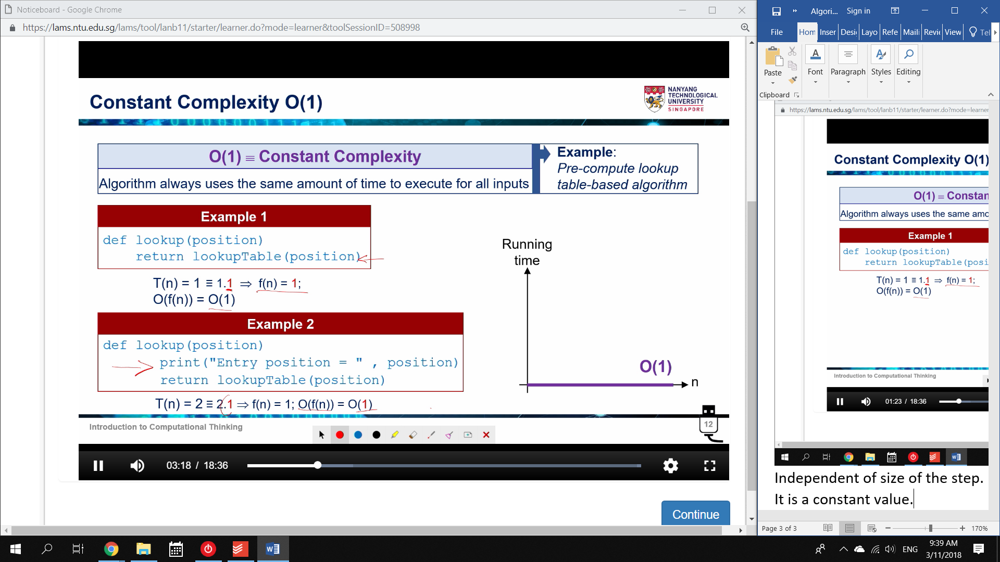 Noticeboard - Google Chrome
https://lams.ntu.edu.sg/lams/tool/lanb11/starter/learner.do?mode=learner&toolSessionID=508998
Constant Complexity O(1)
NANYANG
TECHNOLOGICAL
UNIVERSITY
SINGAPORE
O(1) ≡ Constant Complexity
Algorithm always uses the same amount of time to execute for all inputs
Example:
Pre-compute lookup
table-based algorithm
Example 1
def lookup(position)
return lookupTable(position)
T(n) = 1 ≡ 1.1 ⇒ f(n) = 1;
O(f(n)) = O(1)
Example 2
def lookup(position)
print("Entry position = " , position)
return lookupTable(position)
T(n) = 2 ≡ 2.1 ⇒ f(n) = 1; O(f(n)) = O(1)
Running
time
O(1)
n
Introduction to Computational Thinking
12
03:18 / 18:36
Continue
Algori... Sign in
File Hom Inser Desi Layo Refe Maili Revie View Tel
Paste Font Paragraph Styles Editing
Clipboard
https://lams.ntu.edu.sg/lams/tool/lanb11/starter/learner.do?mode=learner
Constant Complexity O(1)
O(1) ≡ Constan
Algorithm always uses the same amo
Example 1
def lookup(position)
return lookupTable(posi
T(n) = 1 ≡ 1.1 ⇒ f(n) = 1;
O(f(n)) = O(1)
Introduction to Computational Thinking
01:23 / 18:36
Independent of size of the step.
It is a constant value.
Page 3 of 3
170%
ENG
9:39 AM
3/11/2018